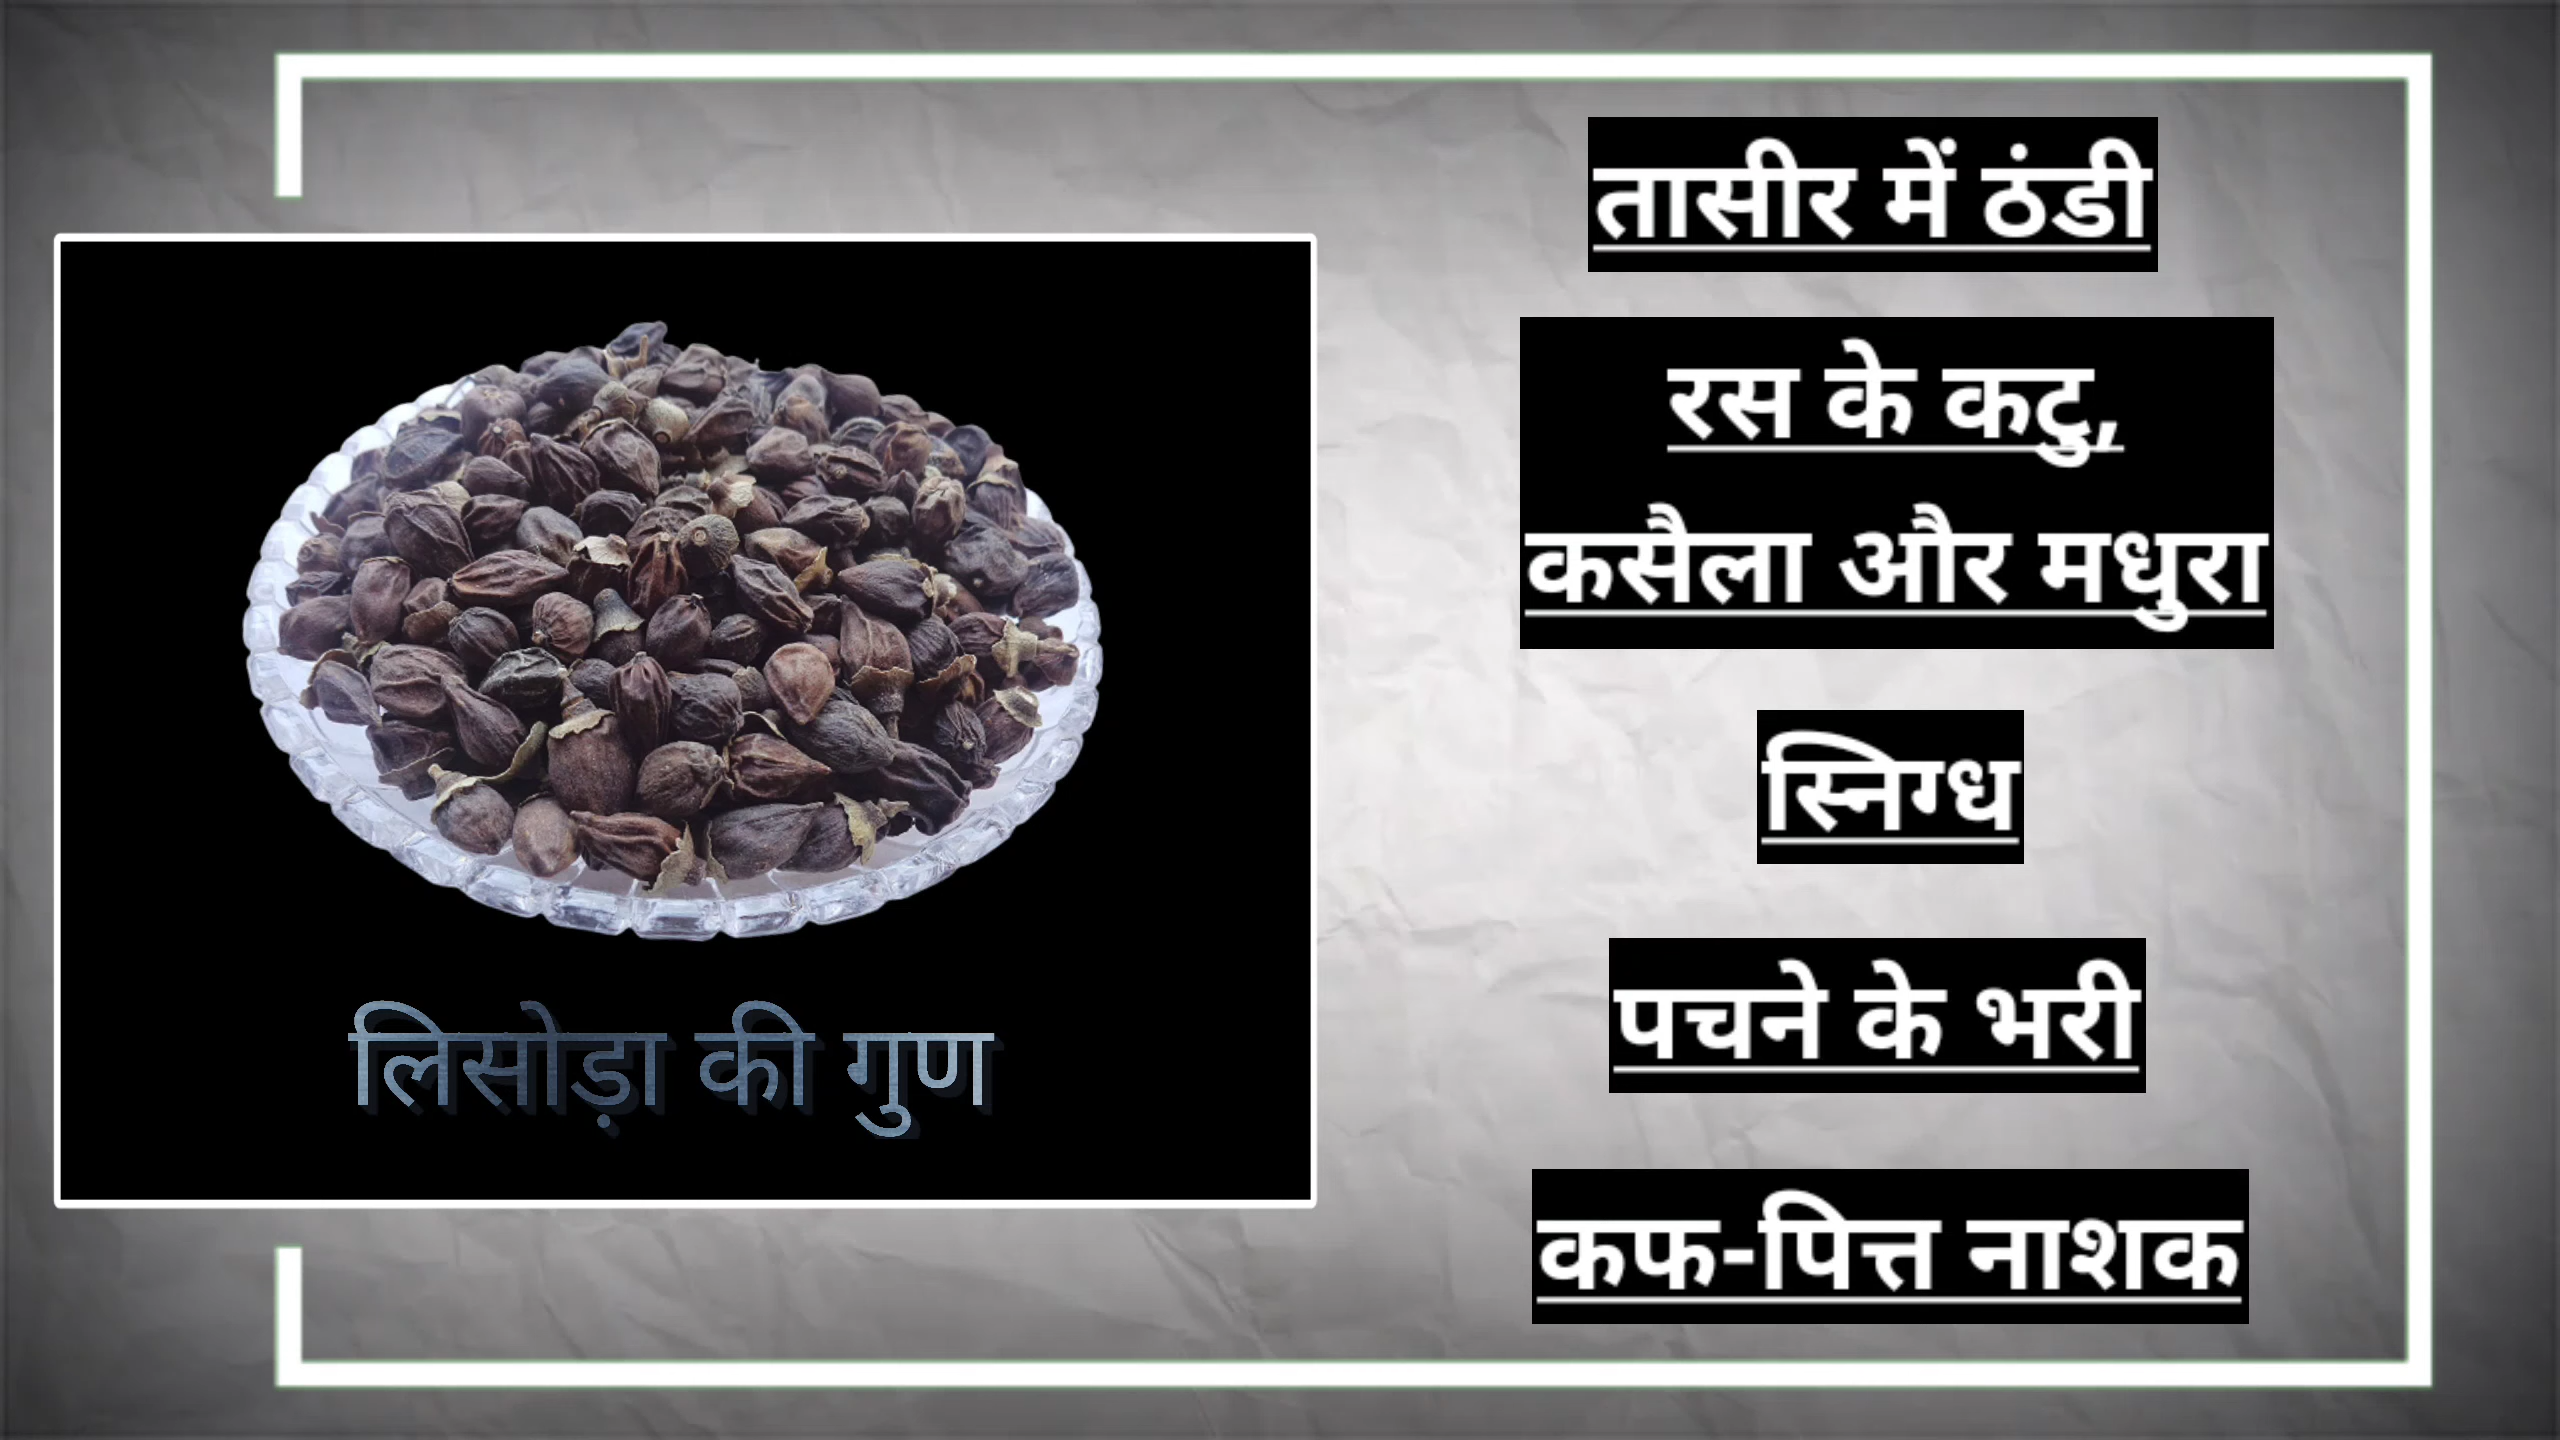 लिसोड़ा की गुण
तासीर में ठंडी
रस के कटु,
कसैला और मधुरा
स्निग्ध
पचने के भरी
कफ-पित्त नाशक